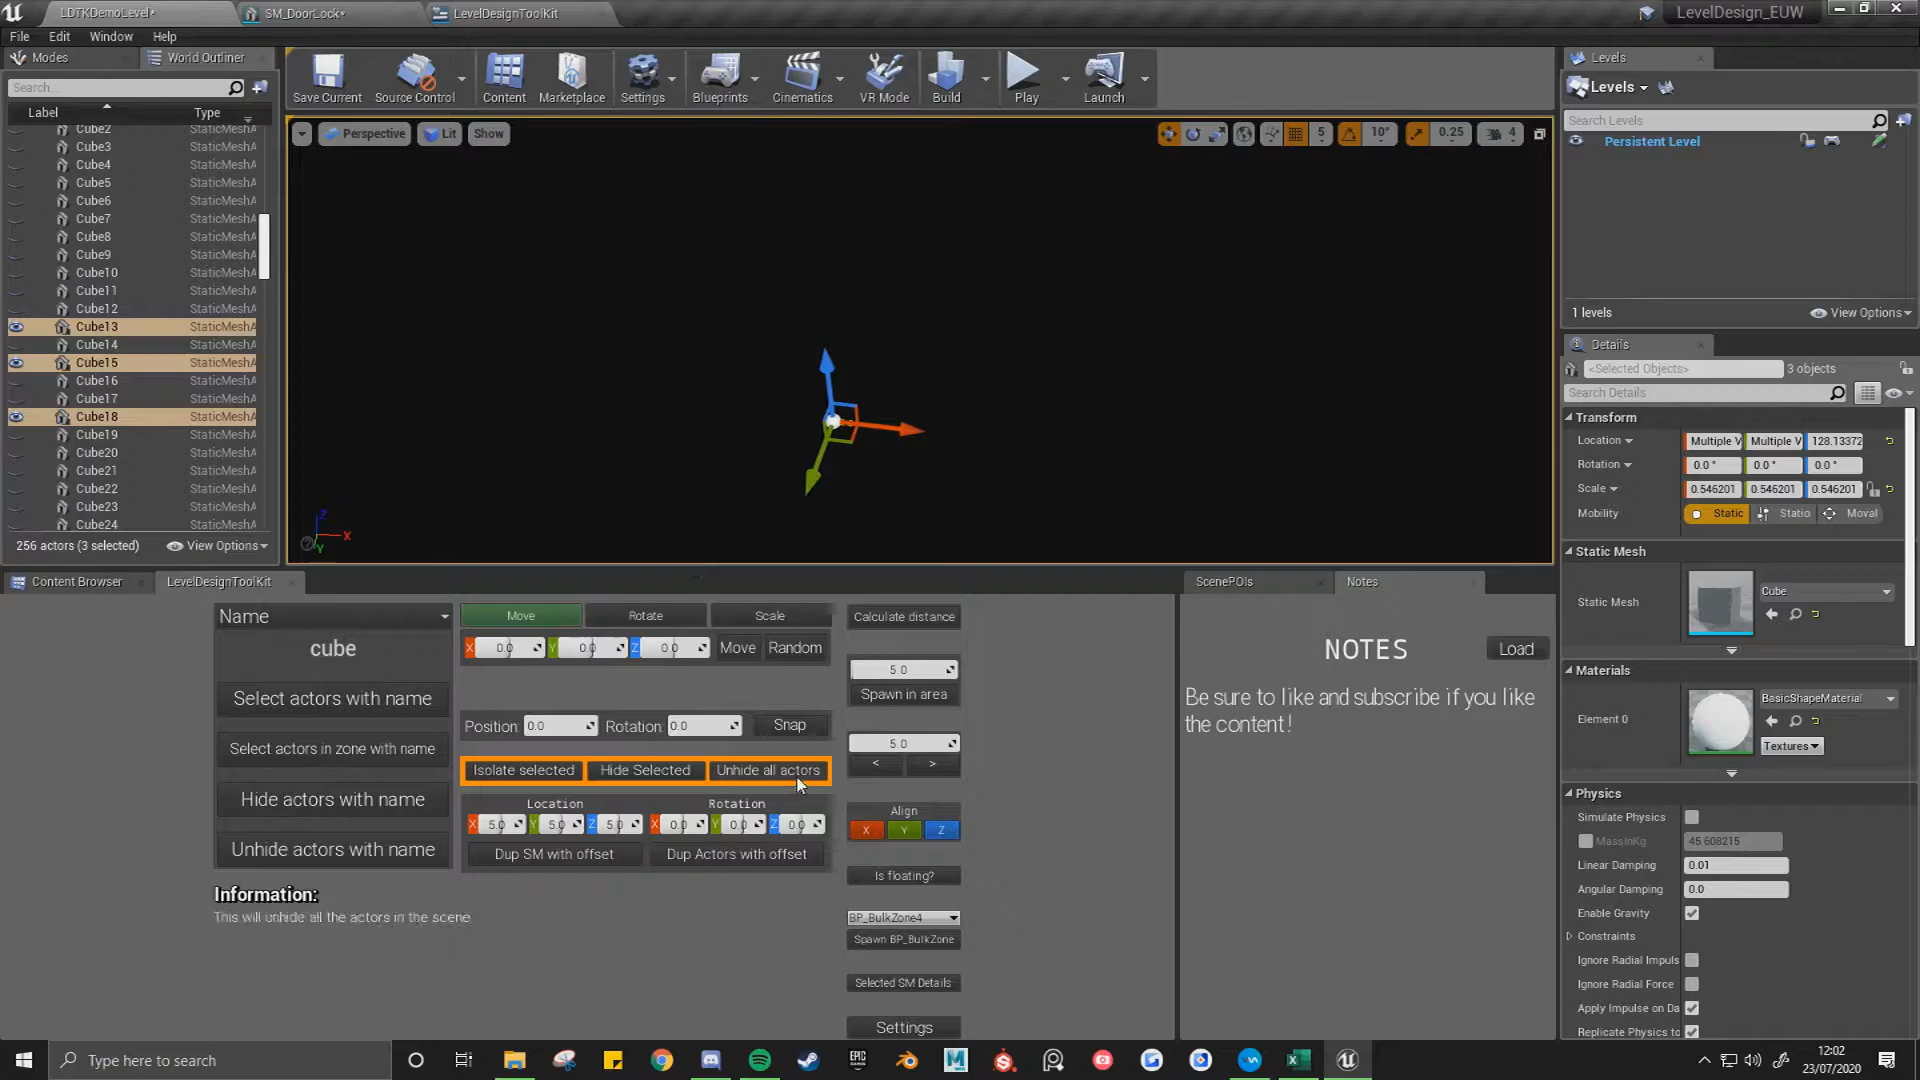 LDTKDemoLevel*
SM_DoorLock*
LevelDesignToolKit
LevelDesign_EUW
File Edit Window Help
Modes
World Outliner
Search...
Label Type
Cube2 StaticMeshA
Cube3 StaticMeshA
Cube4 StaticMeshA
Cube5 StaticMeshA
Cube6 StaticMeshA
Cube7 StaticMeshA
Cube8 StaticMeshA
Cube9 StaticMeshA
Cube10 StaticMeshA
Cube11 StaticMeshA
Cube12 StaticMeshA
Cube13 StaticMeshA
Cube14 StaticMeshA
Cube15 StaticMeshA
Cube16 StaticMeshA
Cube17 StaticMeshA
Cube18 StaticMeshA
Cube19 StaticMeshA
Cube20 StaticMeshA
Cube21 StaticMeshA
Cube22 StaticMeshA
Cube23 StaticMeshA
Cube24 StaticMeshA
256 actors (3 selected) View Options
Save Current Source Control Content Marketplace Settings Blueprints Cinematics VR Mode Build Play Launch
Perspective Lit Show
5 10° 0.25 4
Z X Y
Levels
Levels
Search Levels
Persistent Level
1 levels View Options
Details
<Selected Objects> 3 objects
Search Details
Transform
Location Multiple V Multiple V 128.13372
Rotation 0.0 ° 0.0 ° 0.0 °
Scale 0.546201 0.546201 0.546201
Mobility Static Statio Moval
Static Mesh
Static Mesh Cube
Materials
Element 0 BasicShapeMaterial
Textures
Physics
Simulate Physics
MassInKg 45.608215
Linear Damping 0.01
Angular Damping 0.0
Enable Gravity
Constraints
Ignore Radial Impuls
Ignore Radial Force
Apply Impulse on Da
Replicate Physics to
Content Browser LevelDesignToolKit
Name
cube
Select actors with name
Select actors in zone with name
Hide actors with name
Unhide actors with name
Information:
This will unhide all the actors in the scene
Move Rotate Scale
X 0.0 Y 0.0 Z 0.0 Move Random
Position: 0.0 Rotation: 0.0 Snap
Isolate selected Hide Selected Unhide all actors
Location Rotation
X 5.0 Y 5.0 Z 5.0 X 0.0 Y 0.0 Z 0.0
Dup SM with offset Dup Actors with offset
Calculate distance
5.0
Spawn in area
5.0
< >
Align
X Y Z
Is floating?
BP_BulkZone4
Spawn BP_BulkZone
Selected SM Details
Settings
ScenePOIs Notes
NOTES
Load
Be sure to like and subscribe if you like
the content!
Type here to search
EPIC
GAMES
12:02
23/07/2020